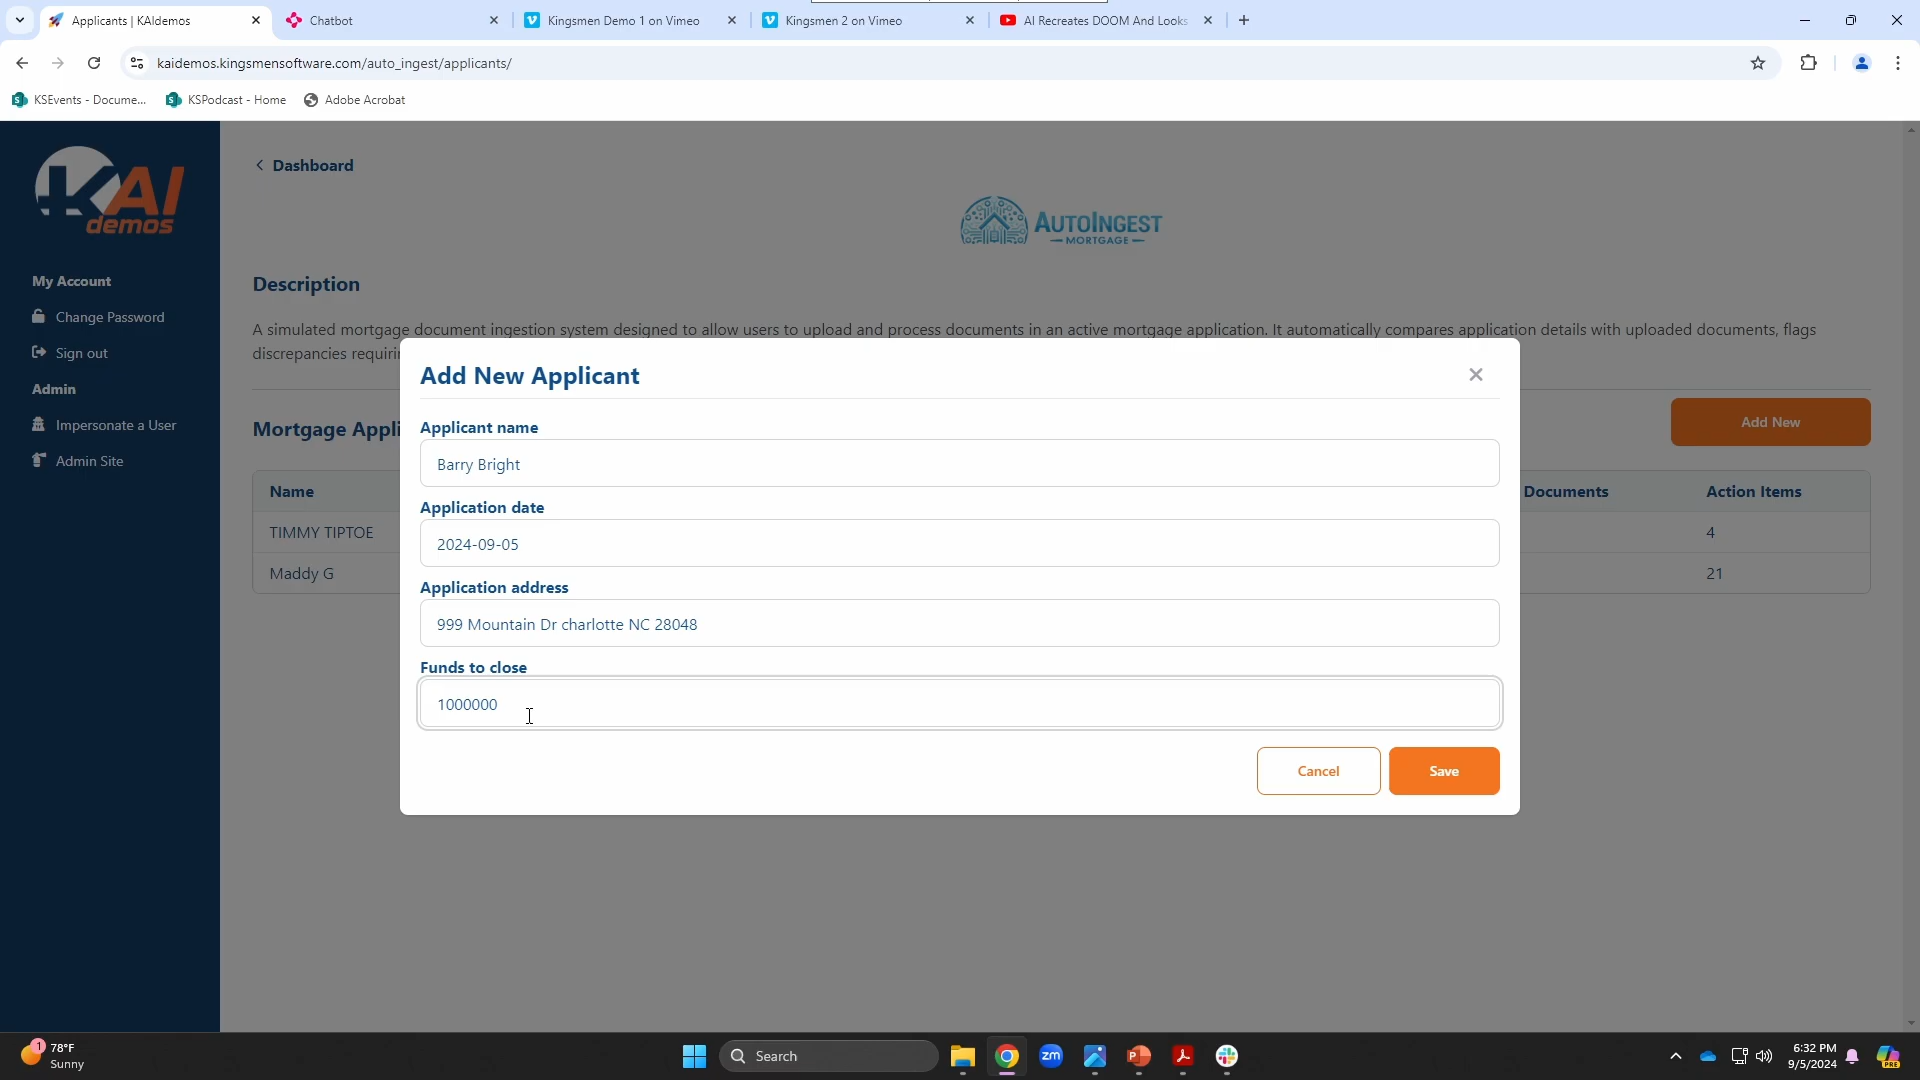 Applicants | KAIdemos
Chatbot
Kingsmen Demo 1 on Vimeo
Kingsmen 2 on Vimeo
AI Recreates DOOM And Looks
kaidemos.kingsmensoftware.com/auto_ingest/applicants/
KSEvents - Docume...
KSPodcast - Home
Adobe Acrobat
KAI
demos
My Account
Change Password
Sign out
Admin
Impersonate a User
Admin Site
Dashboard
AUTOINGEST
MORTGAGE
Description
A simulated mortgage document ingestion system designed to allow users to upload and process documents in an active mortgage application. It automatically compares application details with uploaded documents, flags
discrepancies requirin
Mortgage Appli
Add New
Name Documents Action Items
TIMMY TIPTOE 4
Maddy G 21
Add New Applicant
Applicant name
Barry Bright
Application date
2024-09-05
Application address
999 Mountain Dr charlotte NC 28048
Funds to close
1000000
Cancel
Save
1
78°F
Sunny
Search
zm
6:32 PM
9/5/2024
PRE